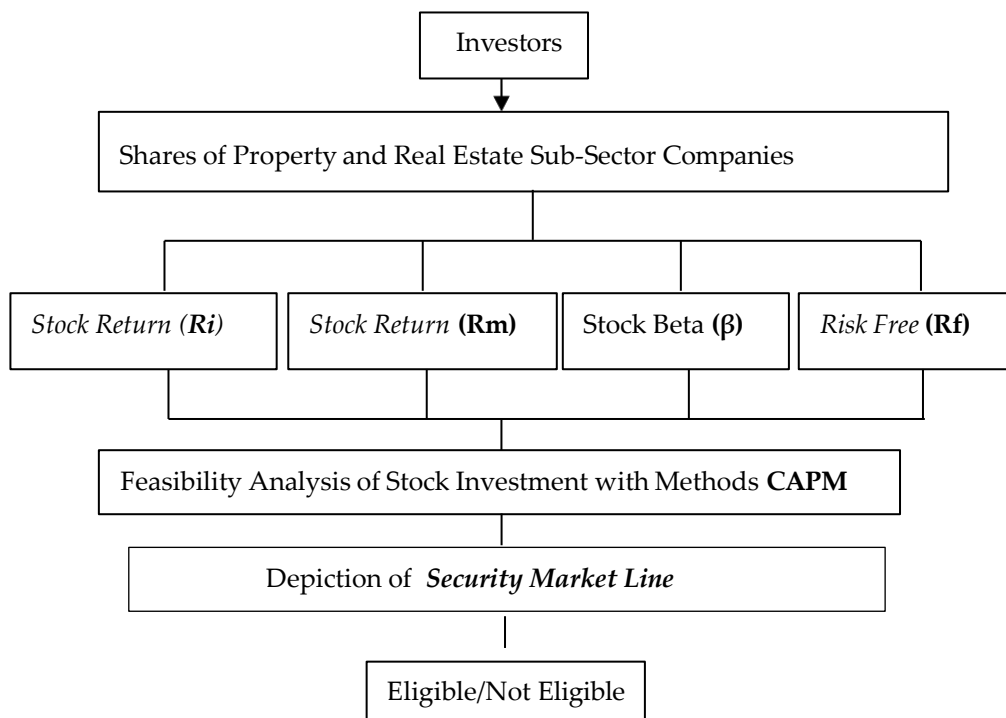 Investors
Shares of Property and Real Estate Sub-Sector Companies
Stock Return (Ri)
Stock Return (Rm)
Stock Beta (β)
Risk Free (Rf)
Feasibility Analysis of Stock Investment with Methods CAPM
Depiction of Security Market Line
Eligible/Not Eligible